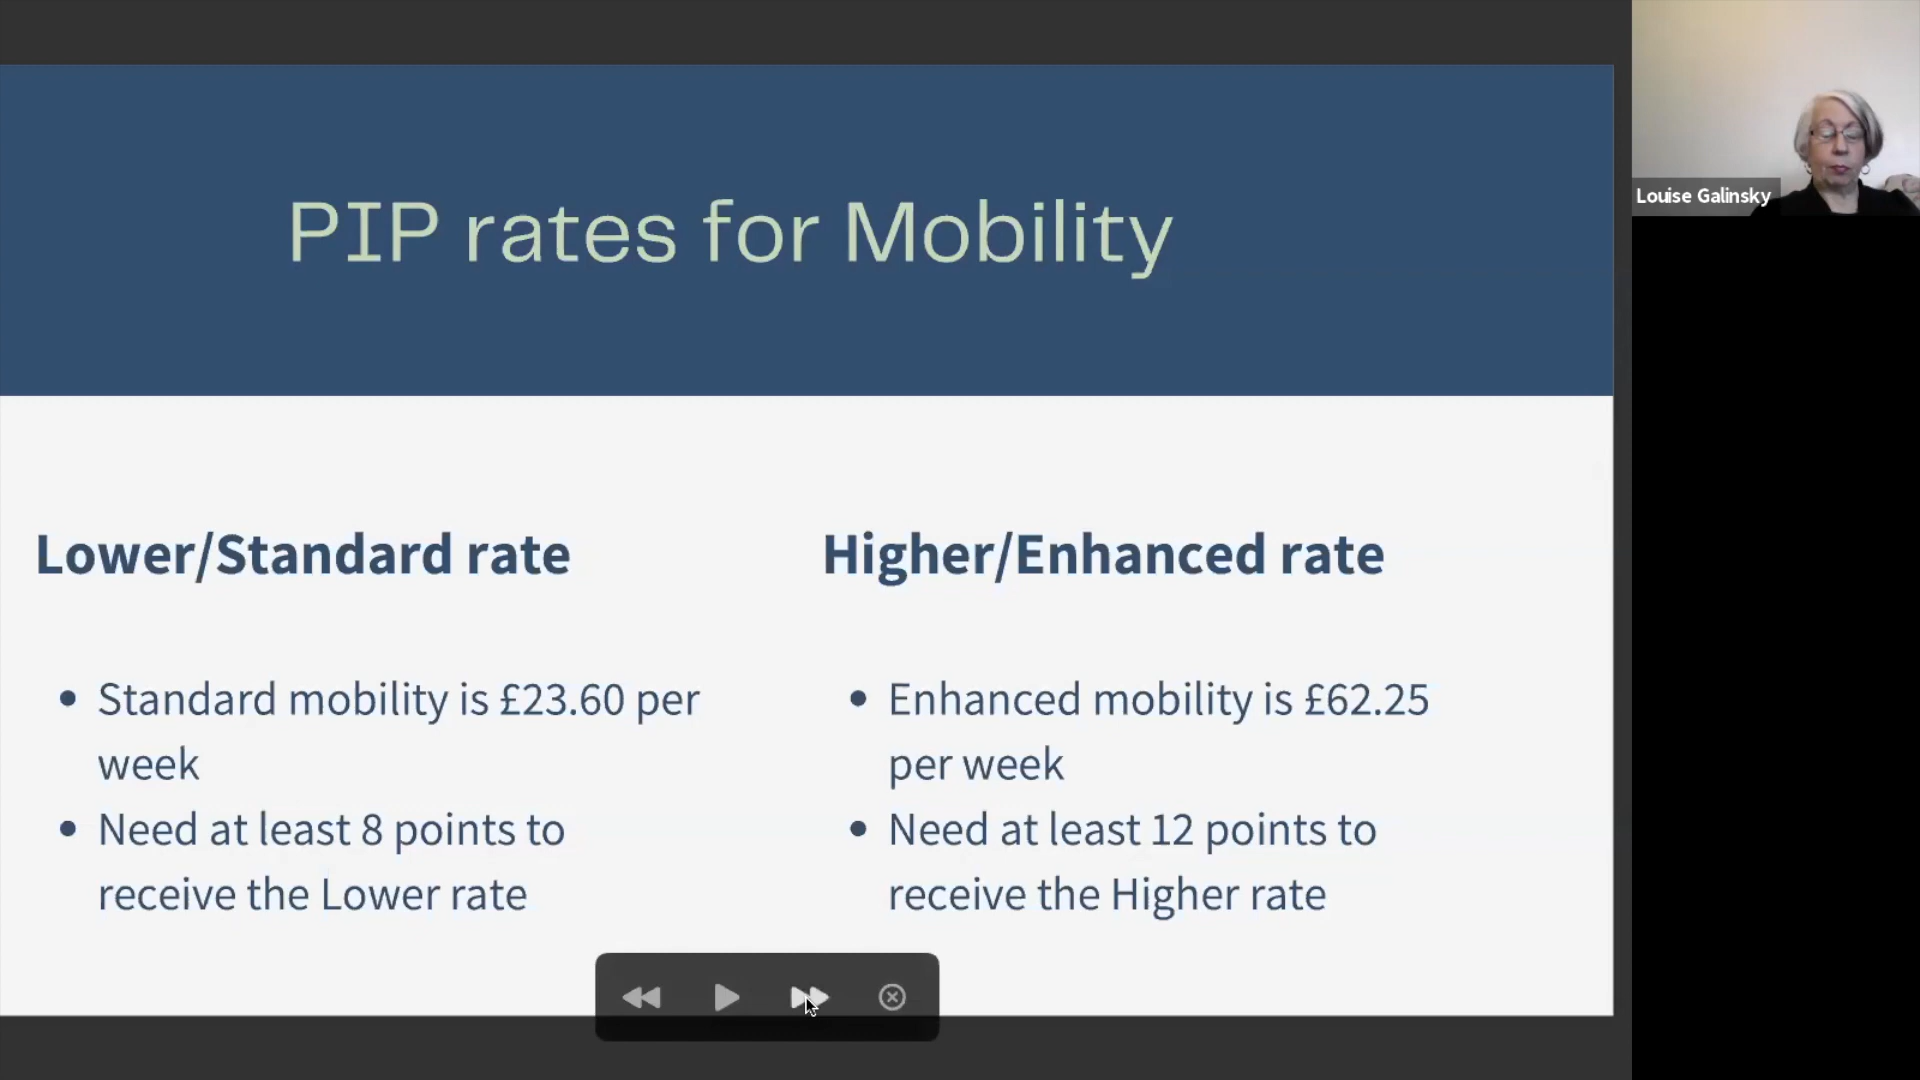 PIP rates for Mobility
Louise Galinsky
Lower/Standard rate
Standard mobility is £23.60 per
week
Need at least 8 points to
receive the Lower rate
Higher/Enhanced rate
Enhanced mobility is £62.25
per week
Need at least 12 points to
receive the Higher rate